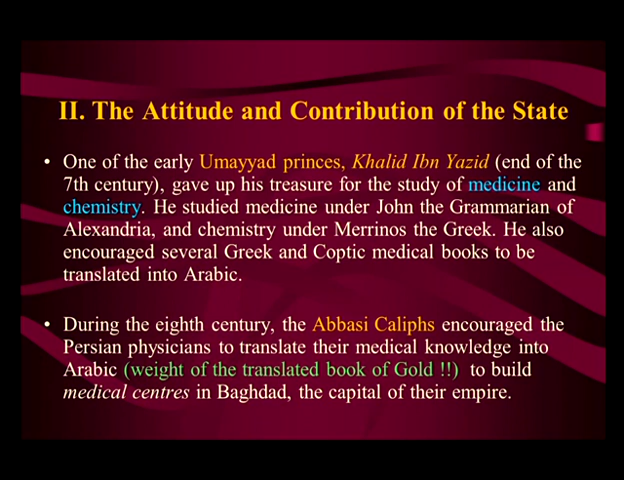 II. The Attitude and Contribution of the State
• One of the early Umayyad princes, Khalid Ibn Yazid (end of the
7th century), gave up his treasure for the study of medicine and
chemistry. He studied medicine under John the Grammarian of
Alexandria, and chemistry under Merrinos the Greek. He also
encouraged several Greek and Coptic medical books to be
translated into Arabic.
• During the eighth century, the Abbasi Caliphs encouraged the
Persian physicians to translate their medical knowledge into
Arabic (weight of the translated book of Gold !!) to build
medical centres in Baghdad, the capital of their empire.